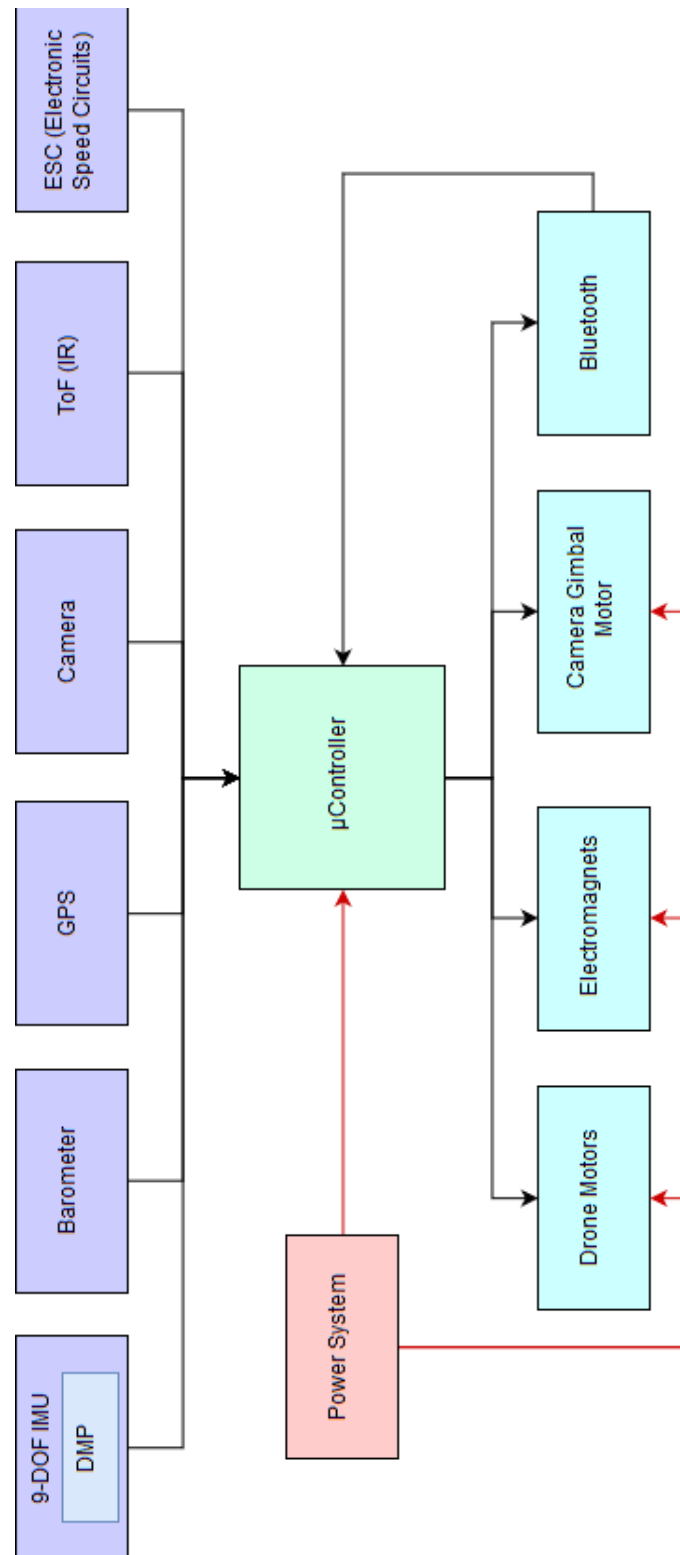 9-DOF IMU
DMP
Barometer
GPS
Camera
ToF (IR)
ESC (Electronic
Speed Circuits)
Power System
µController
Drone Motors
Electromagnets
Camera Gimbal
Motor
Bluetooth